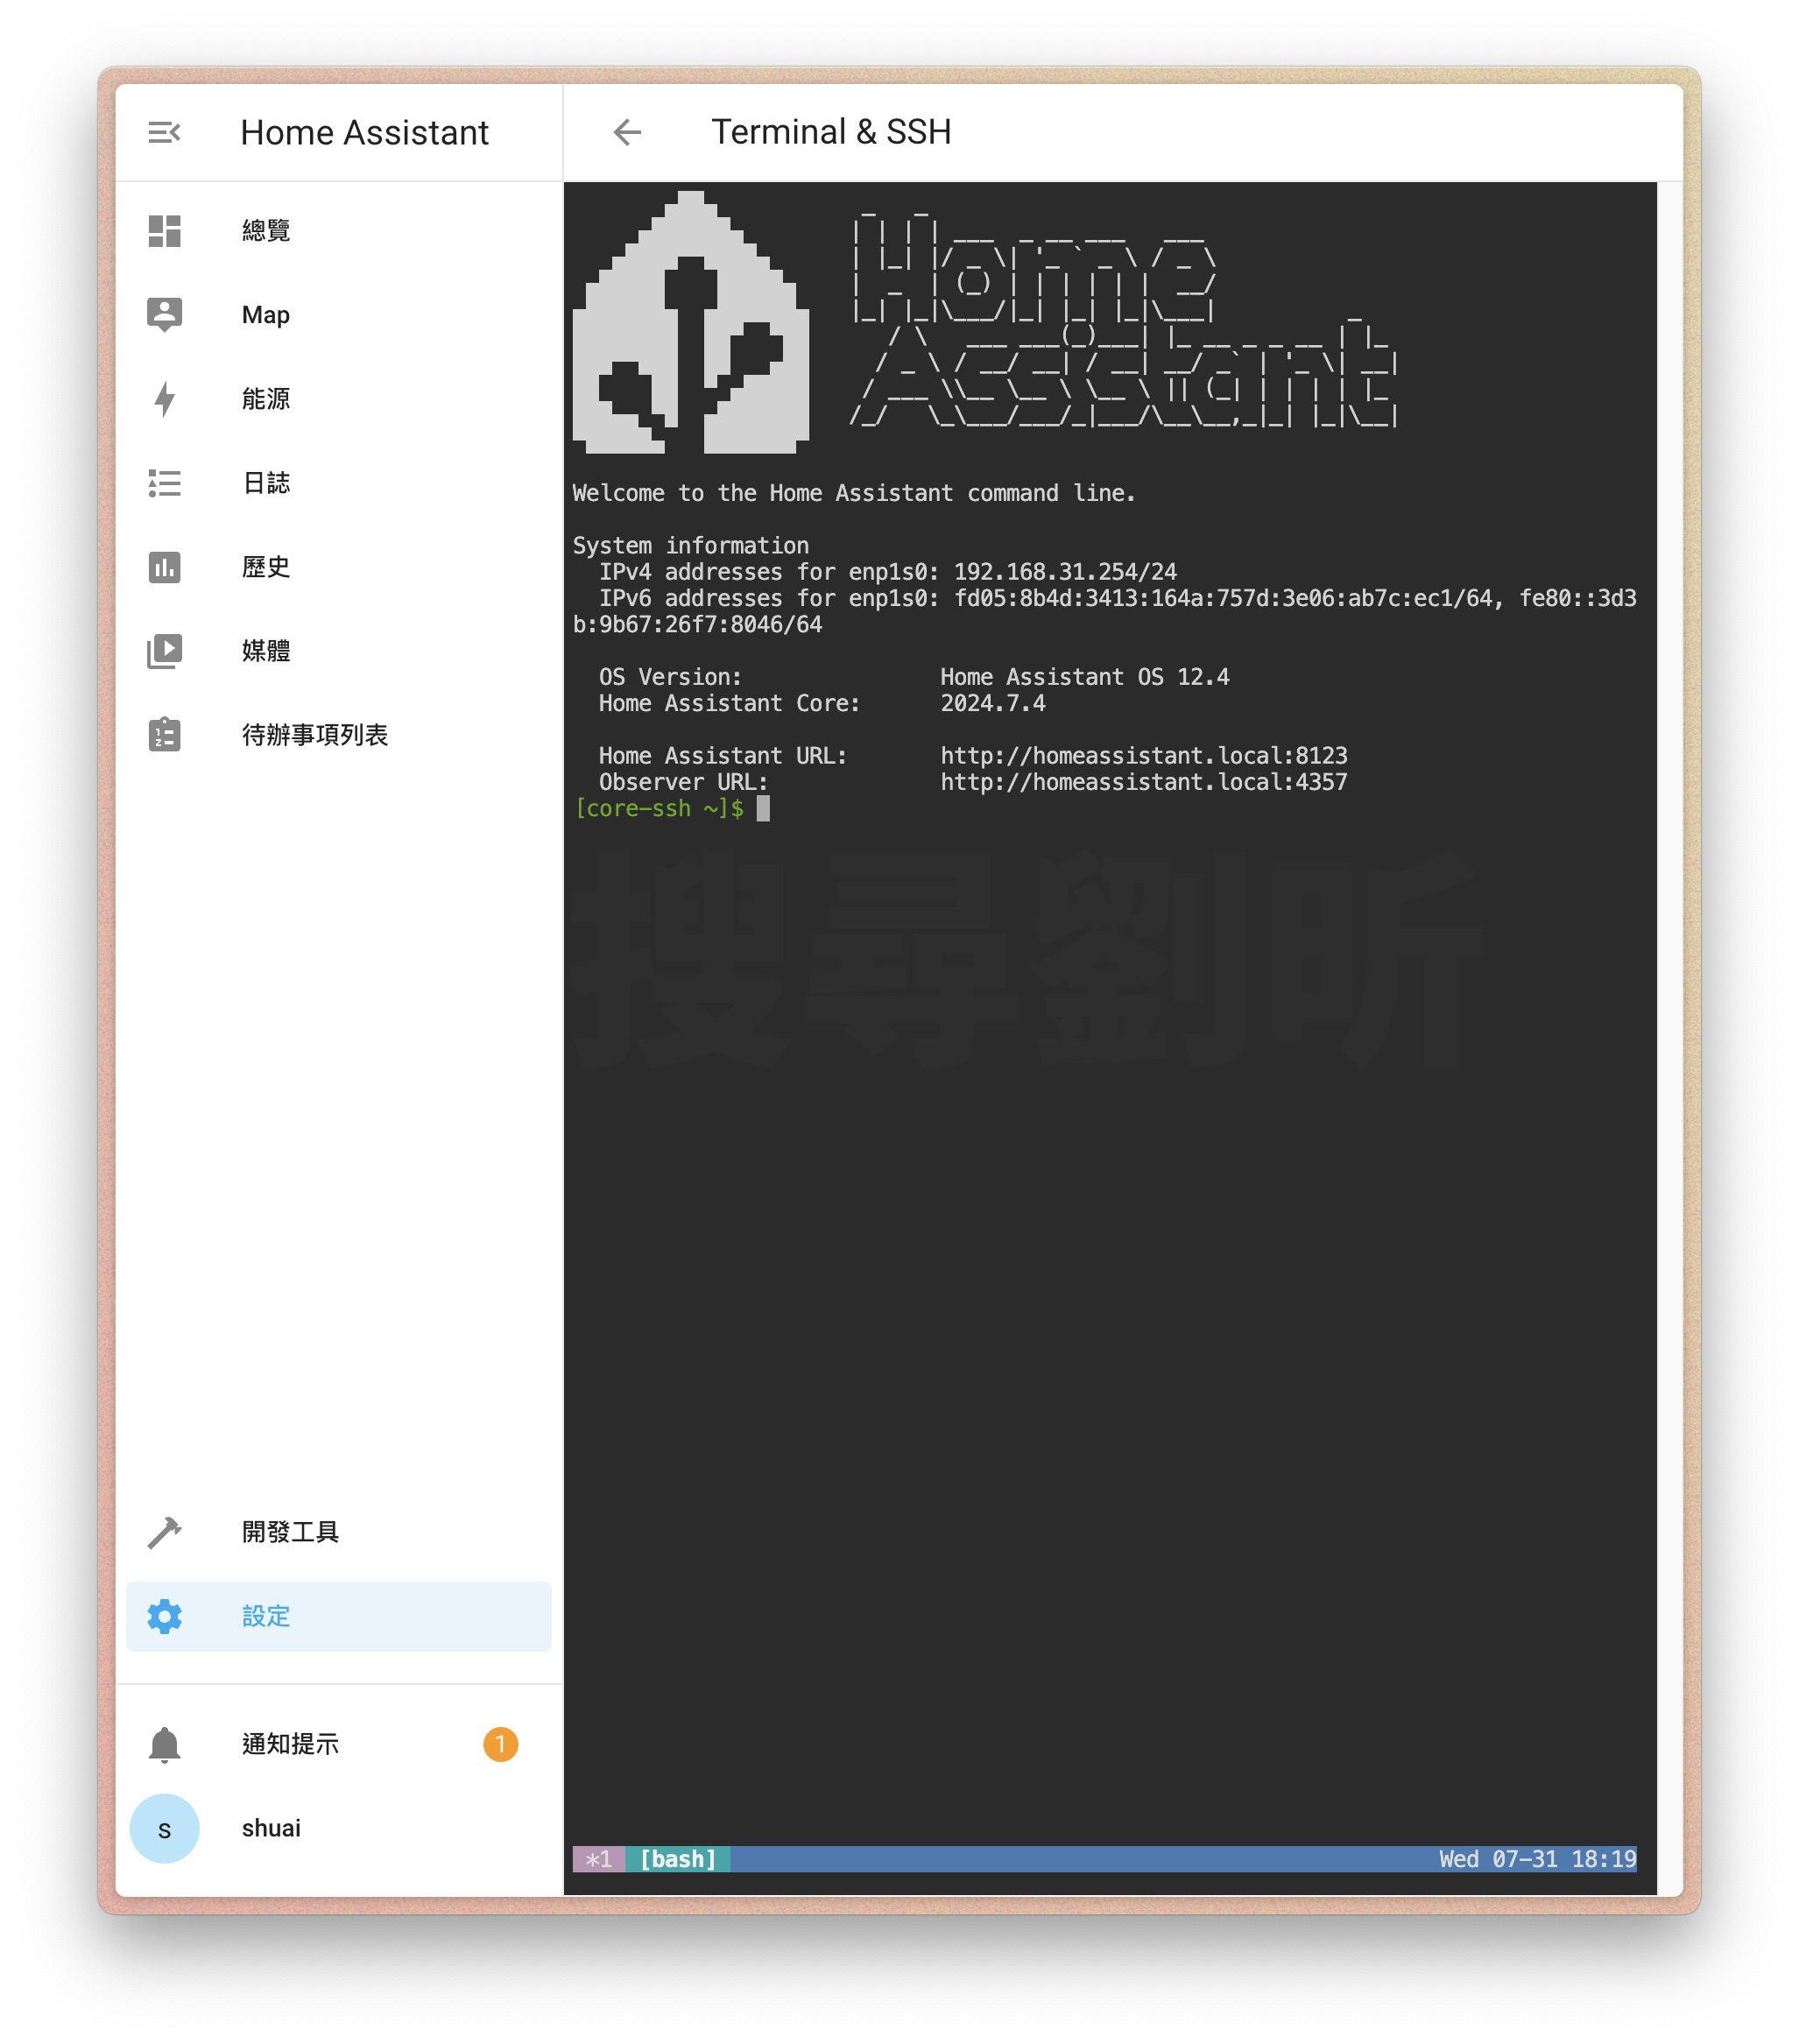 Home Assistant
總覽
Map
能源
日誌
歷史
媒體
待辦事項列表
開發工具
設定
通知提示 1
s shuai
Terminal & SSH
Home
Assistant
Welcome to the Home Assistant command line.
System information
IPv4 addresses for enp1s0: 192.168.31.254/24
IPv6 addresses for enp1s0: fd05:8b4d:3413:164a:757d:3e06:ab7c:ec1/64, fe80::3d3
b:9b67:26f7:8046/64
OS Version: Home Assistant OS 12.4
Home Assistant Core: 2024.7.4
Home Assistant URL: http://homeassistant.local:8123
Observer URL: http://homeassistant.local:4357
[core-ssh ~]$
搜尋劉昕
*1 [bash] Wed 07-31 18:19